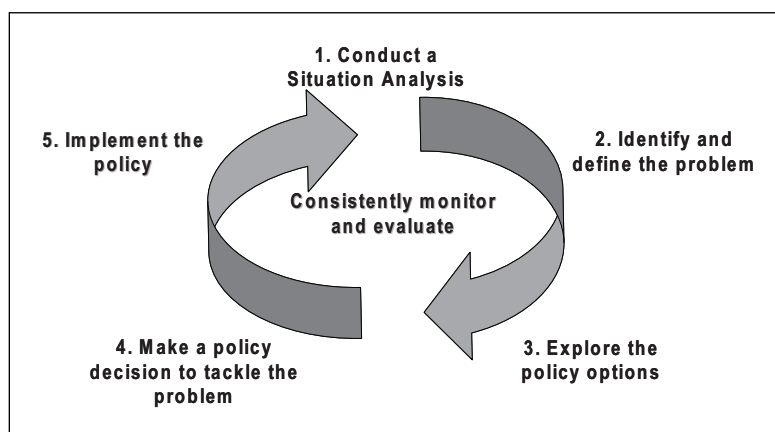 1. Conduct a
Situation Analysis
2. Identify and
define the problem
3. Explore the
policy options
4. Make a policy
decision to tackle the
problem
5. Implement the
policy
Consistently monitor
and evaluate